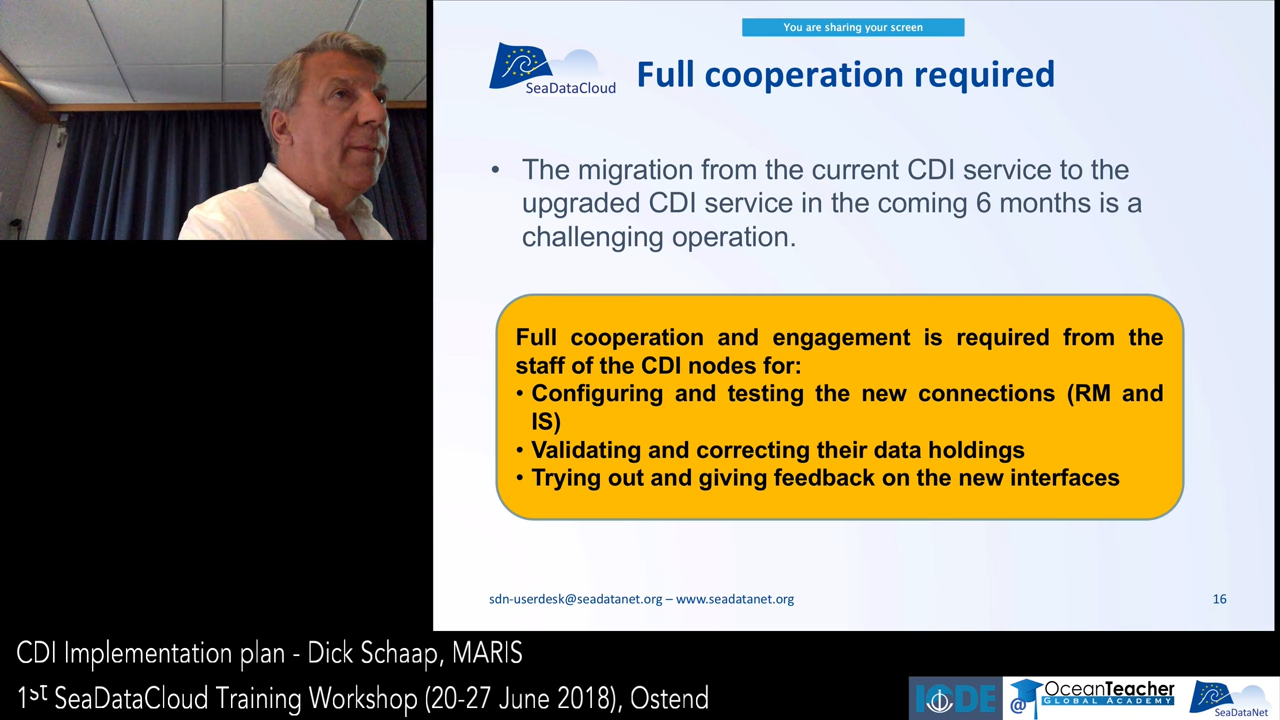 You are sharing your screen
SeaDataCloud
Full cooperation required
• The migration from the current CDI service to the
upgraded CDI service in the coming 6 months is a
challenging operation.
Full cooperation and engagement is required from the
staff of the CDI nodes for:
• Configuring and testing the new connections (RM and
IS)
• Validating and correcting their data holdings
• Trying out and giving feedback on the new interfaces
sdn-userdesk@seadatanet.org – www.seadatanet.org
16
CDI Implementation plan - Dick Schaap, MARIS
1st SeaDataCloud Training Workshop (20-27 June 2018), Ostend
IODE
@
OceanTeacher
GLOBAL ACADEMY
SeaDataNet